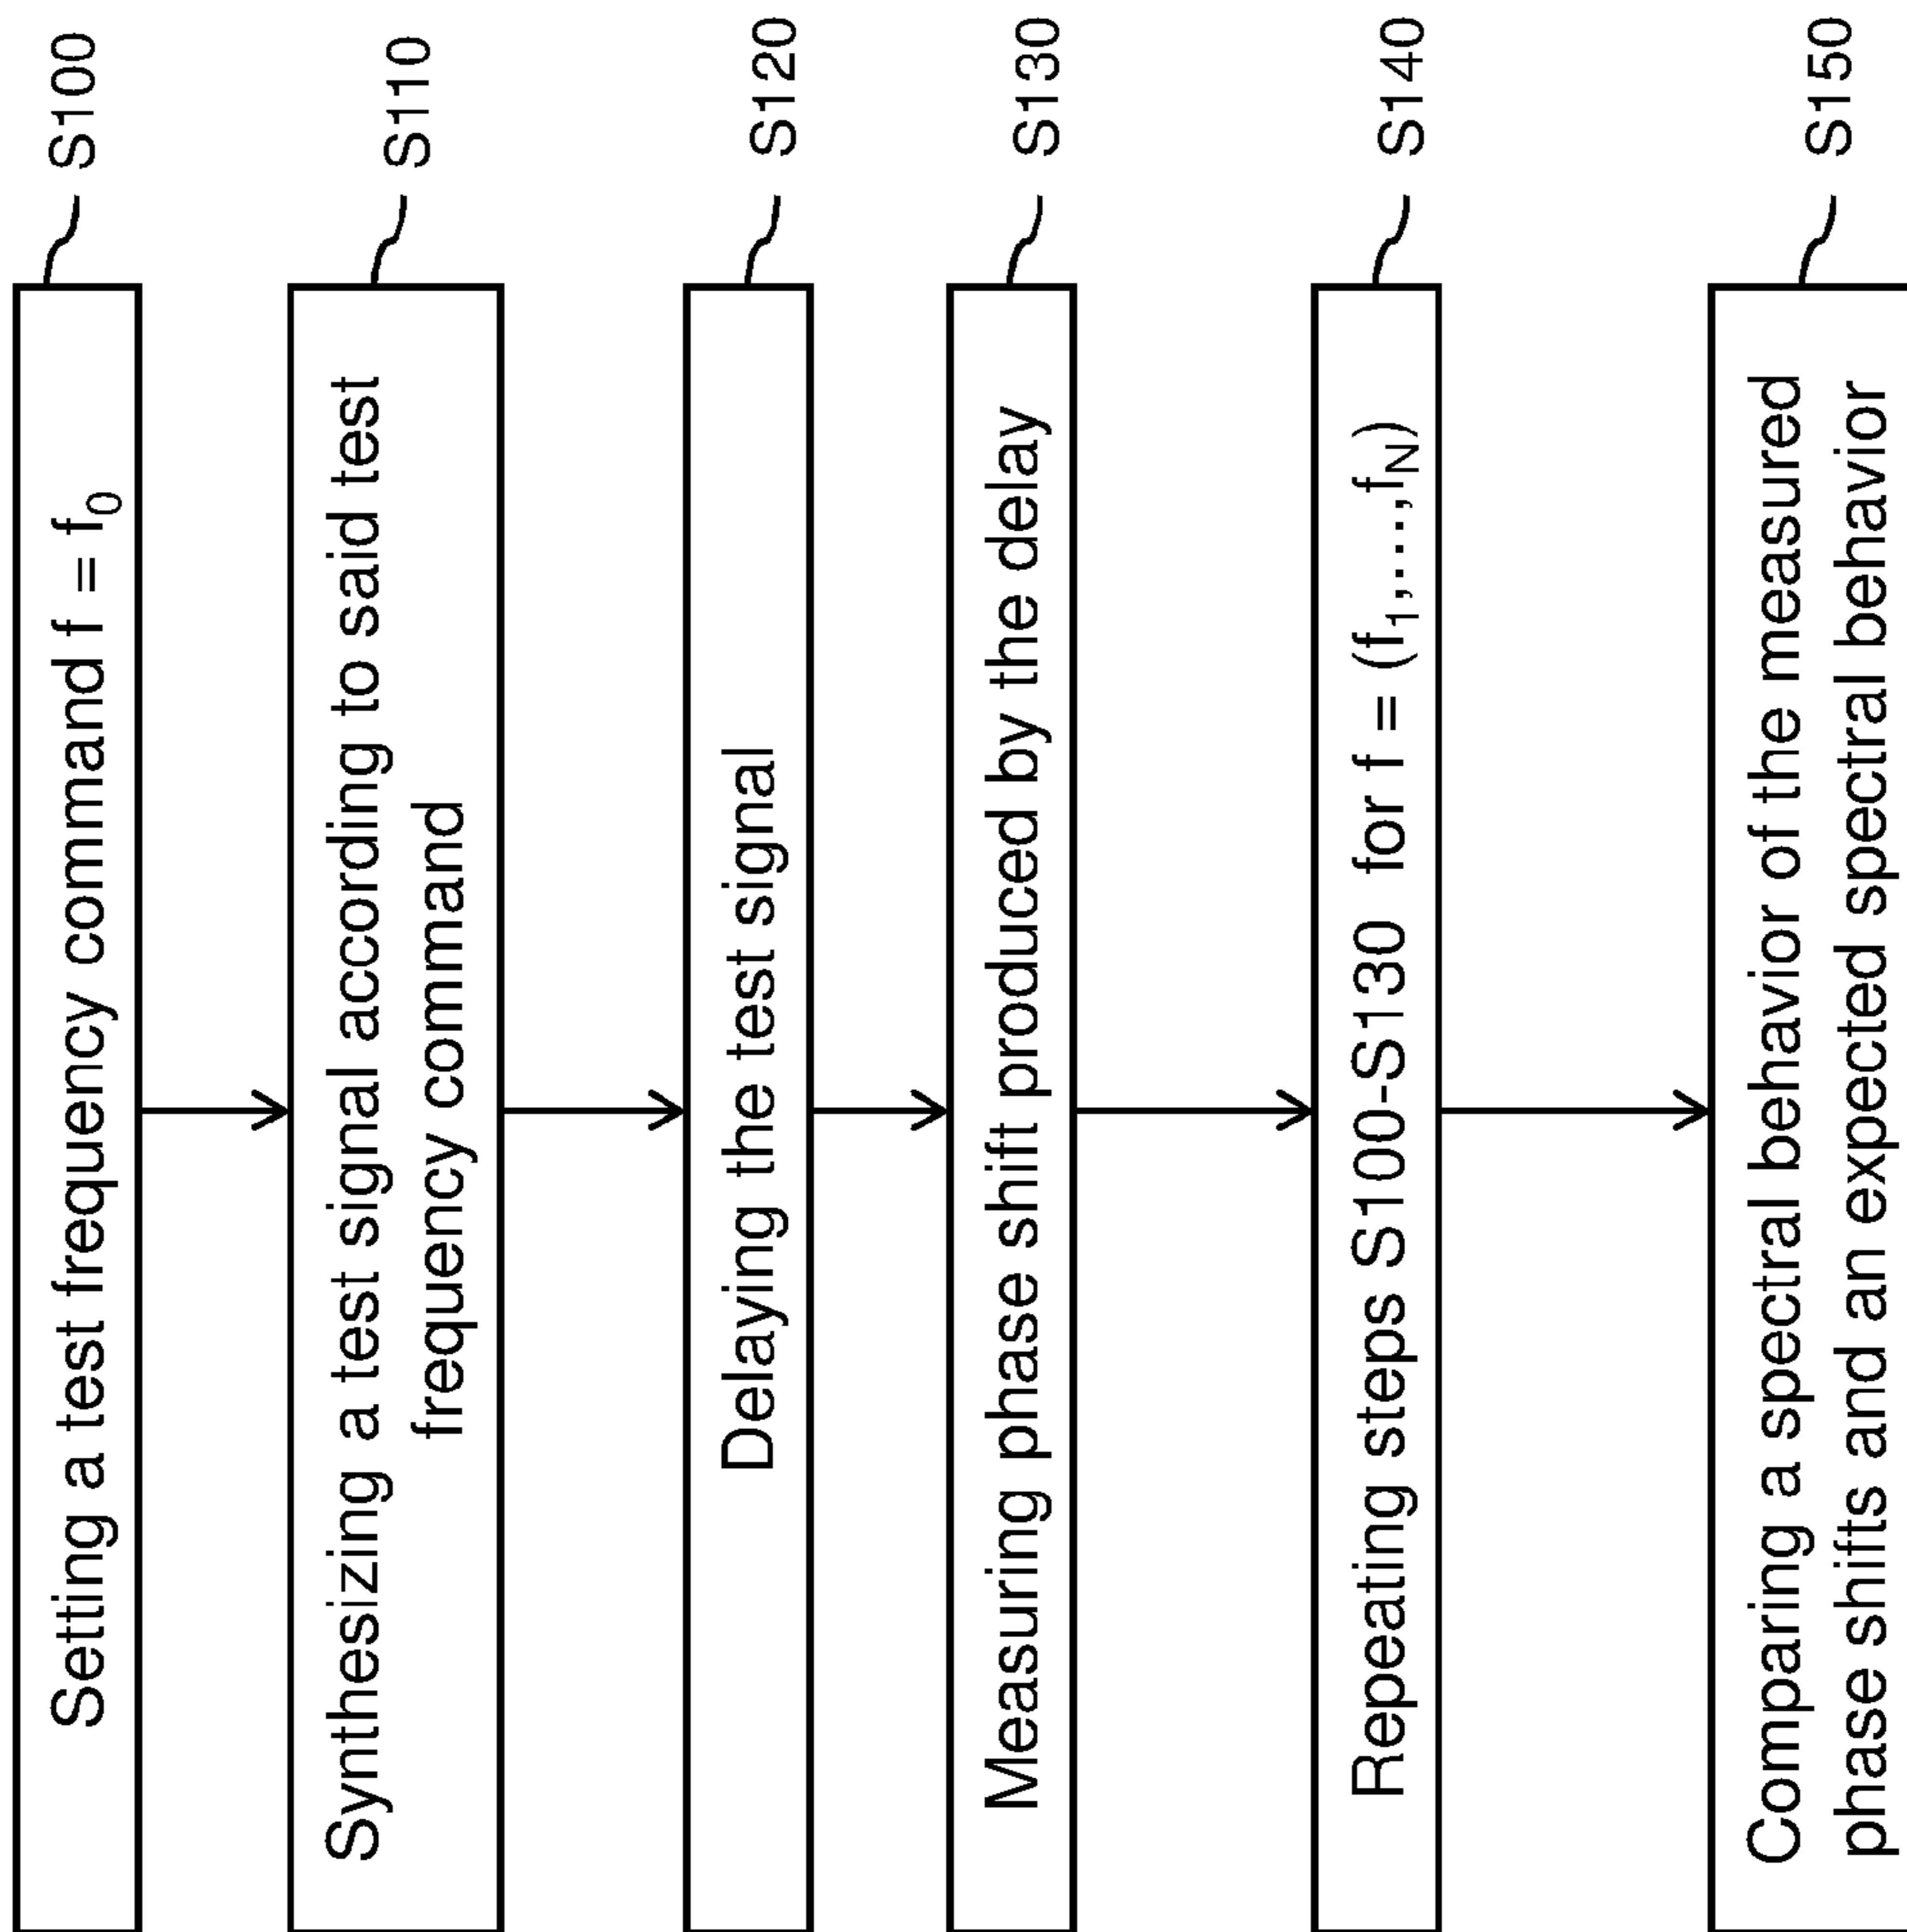 Setting a test frequency command f = f₀
S100
Synthesizing a test signal according to said test
frequency command
S110
Delaying the test signal
S120
Measuring phase shift produced by the delay
S130
Repeating steps S100-S130 for f = (f₁,...,f_N)
S140
Comparing a spectral behavior of the measured
phase shifts and an expected spectral behavior
S150